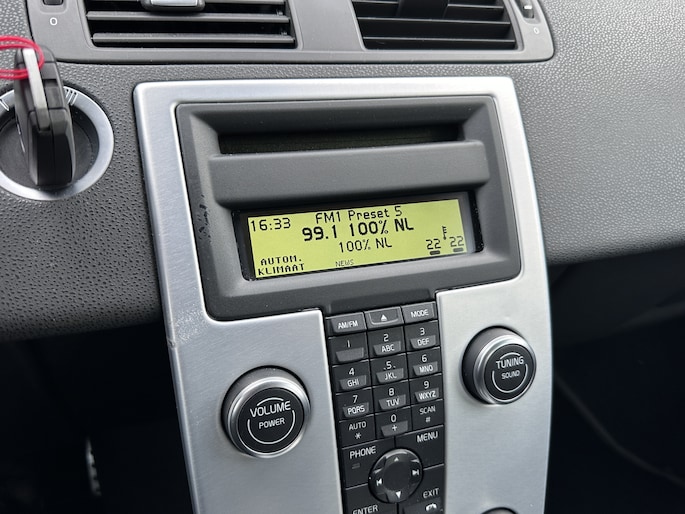 0
0
16:33
FM1 Preset 5
99.1 100% NL
100% NL
22 22
AUTOM.
KLIMAAT
NEWS
AM/FM
MODE
1
2
ABC
3
DEF
4
GHI
.5.
JKL
6
MNO
7
PQRS
8
TUV
9
WXYZ
AUTO
*
0
+
SCAN
#
PHONE
MENU
ENTER
EXIT
VOLUME
POWER
TUNING
SOUND